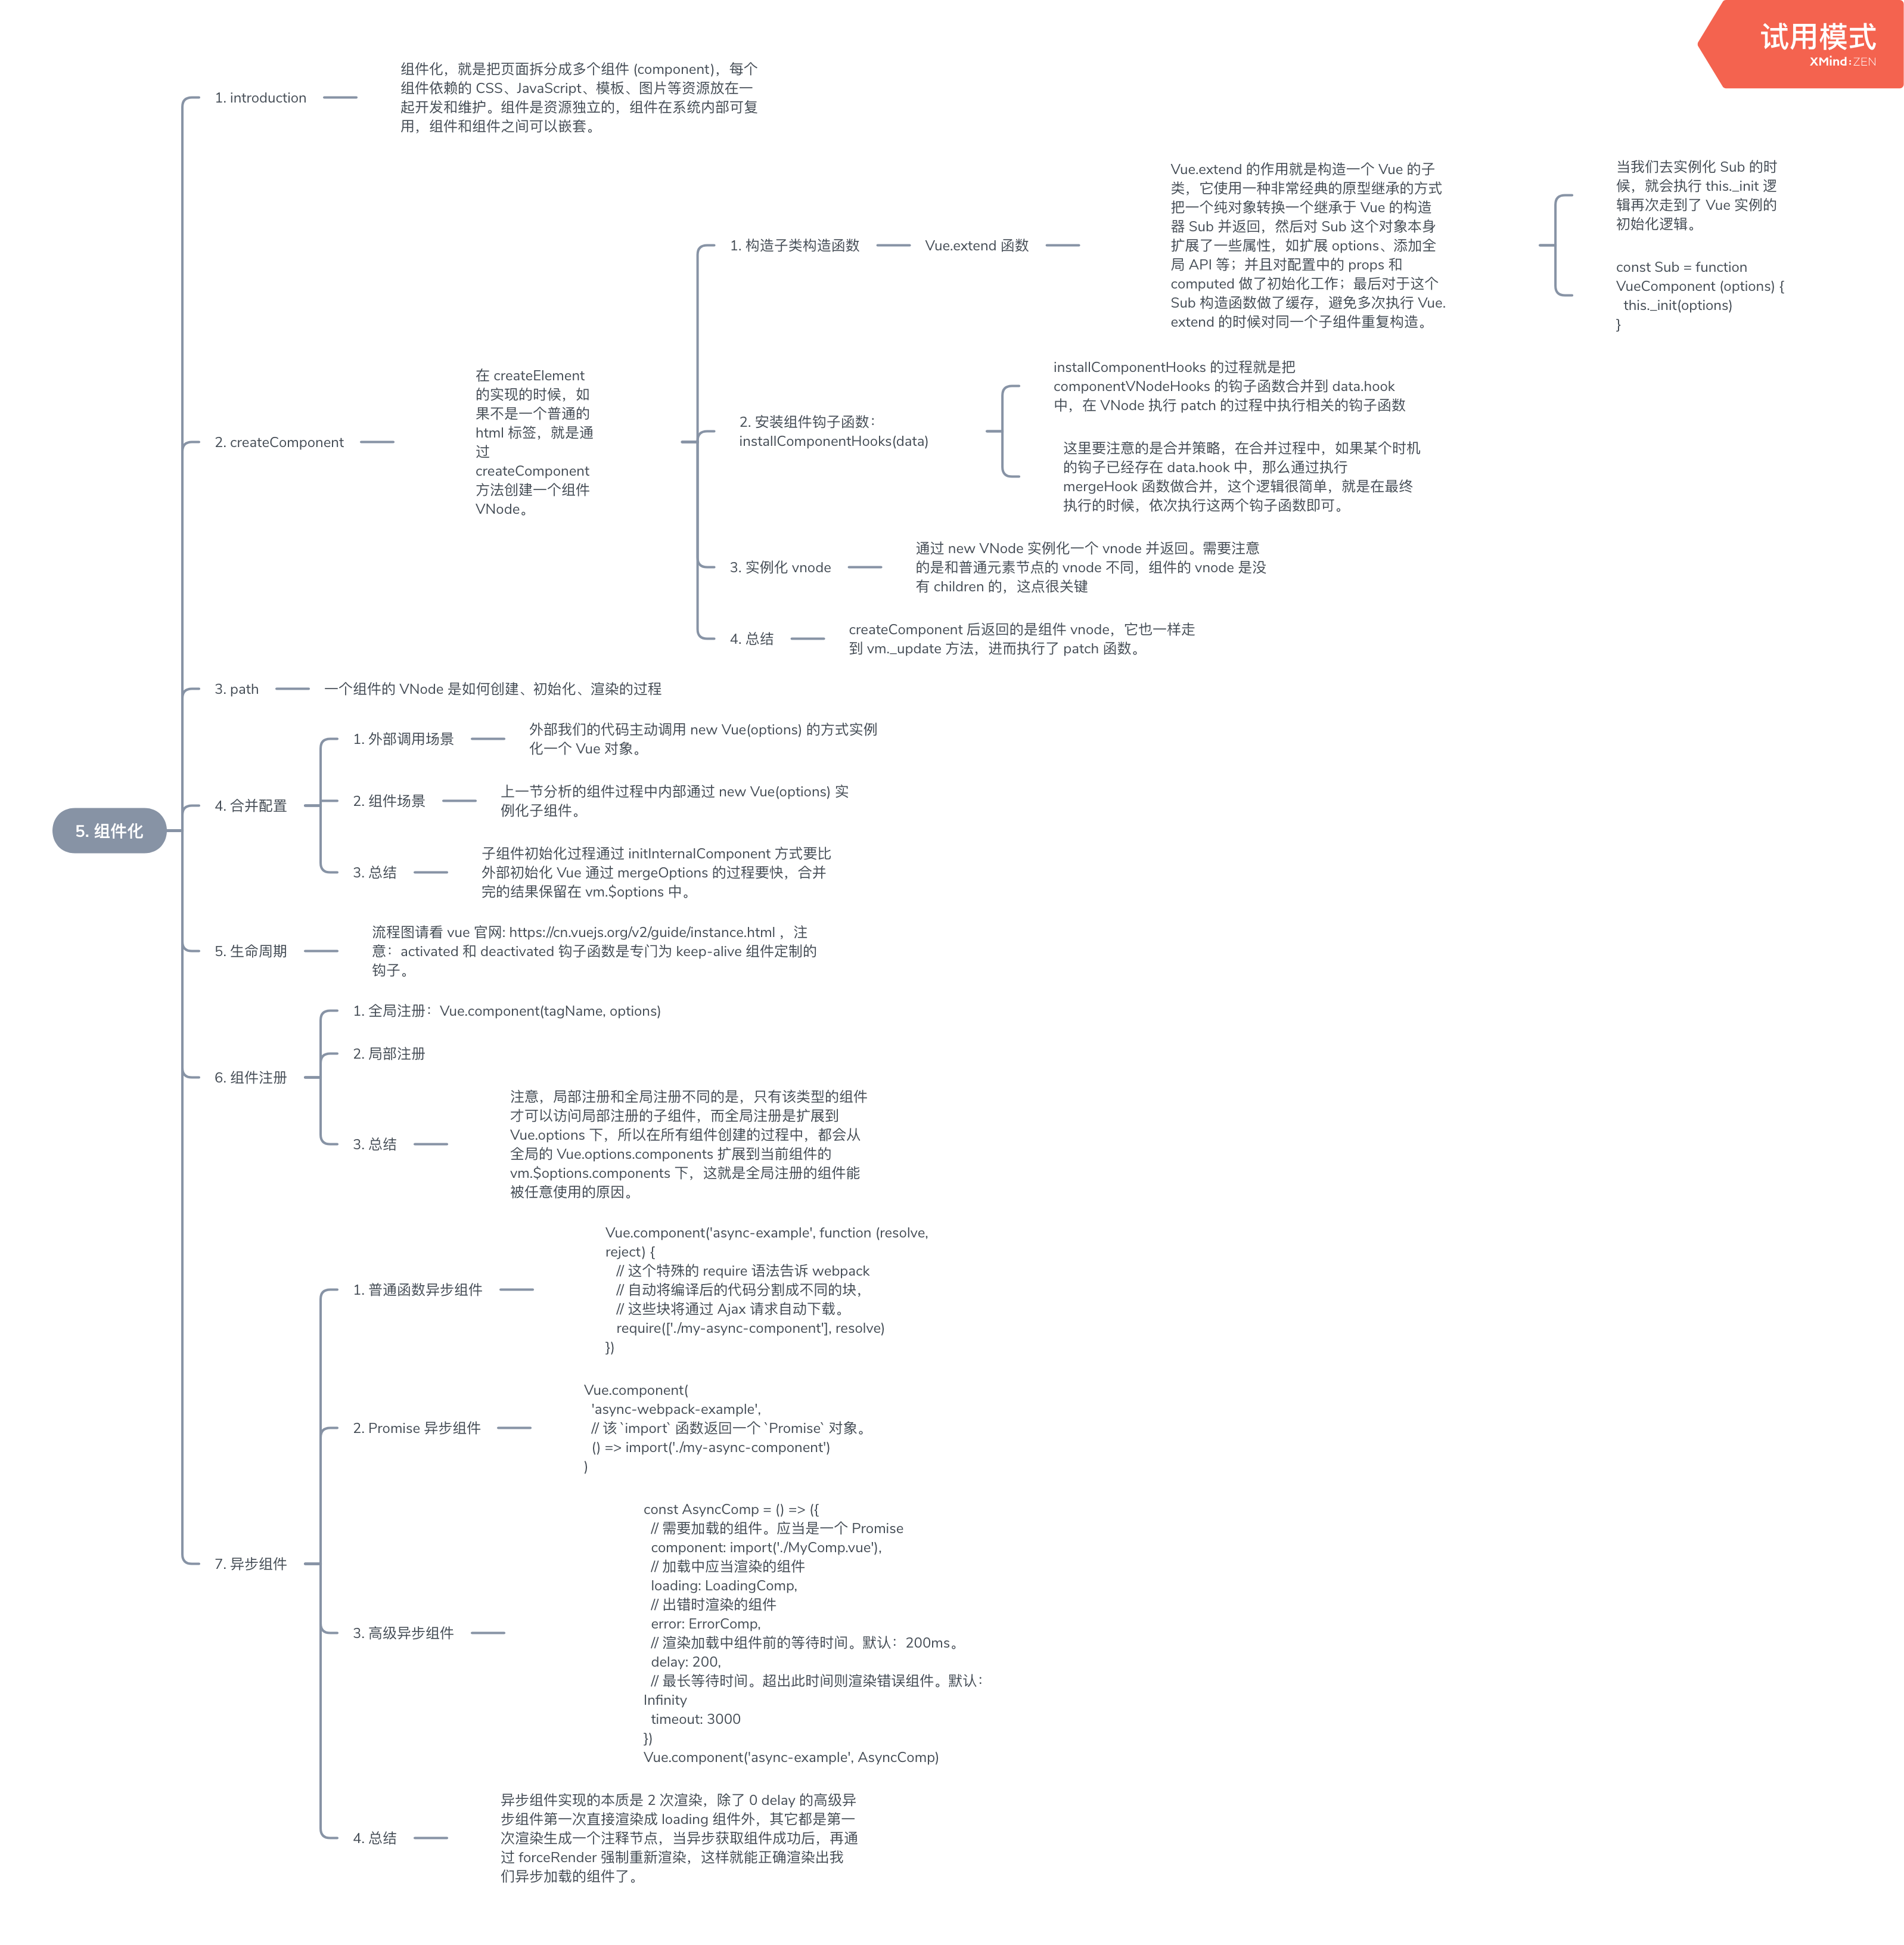 试用模式
XMind:ZEN
5. 组件化
1. introduction
组件化，就是把页面拆分成多个组件 (component)，每个
组件依赖的 CSS、JavaScript、模板、图片等资源放在一
起开发和维护。组件是资源独立的，组件在系统内部可复
用，组件和组件之间可以嵌套。
2. createComponent
在 createElement
的实现的时候，如
果不是一个普通的
html 标签，就是通
过
createComponent
方法创建一个组件
VNode。
1. 构造子类构造函数
Vue.extend 函数
Vue.extend 的作用就是构造一个 Vue 的子
类，它使用一种非常经典的原型继承的方式
把一个纯对象转换一个继承于 Vue 的构造
器 Sub 并返回，然后对 Sub 这个对象本身
扩展了一些属性，如扩展 options、添加全
局 API 等；并且对配置中的 props 和
computed 做了初始化工作；最后对于这个
Sub 构造函数做了缓存，避免多次执行 Vue.
extend 的时候对同一个子组件重复构造。
当我们去实例化 Sub 的时
候，就会执行 this._init 逻
辑再次走到了 Vue 实例的
初始化逻辑。
const Sub = function
VueComponent (options) {
  this._init(options)
}
2. 安装组件钩子函数：
installComponentHooks(data)
installComponentHooks 的过程就是把
componentVNodeHooks 的钩子函数合并到 data.hook
中，在 VNode 执行 patch 的过程中执行相关的钩子函数
这里要注意的是合并策略，在合并过程中，如果某个时机
的钩子已经存在 data.hook 中，那么通过执行
mergeHook 函数做合并，这个逻辑很简单，就是在最终
执行的时候，依次执行这两个钩子函数即可。
3. 实例化 vnode
通过 new VNode 实例化一个 vnode 并返回。需要注意
的是和普通元素节点的 vnode 不同，组件的 vnode 是没
有 children 的，这点很关键
4. 总结
createComponent 后返回的是组件 vnode，它也一样走
到 vm._update 方法，进而执行了 patch 函数。
3. path
一个组件的 VNode 是如何创建、初始化、渲染的过程
4. 合并配置
1. 外部调用场景
外部我们的代码主动调用 new Vue(options) 的方式实例
化一个 Vue 对象。
2. 组件场景
上一节分析的组件过程中内部通过 new Vue(options) 实
例化子组件。
3. 总结
子组件初始化过程通过 initInternalComponent 方式要比
外部初始化 Vue 通过 mergeOptions 的过程要快，合并
完的结果保留在 vm.$options 中。
5. 生命周期
流程图请看 vue 官网: https://cn.vuejs.org/v2/guide/instance.html ，注
意：activated 和 deactivated 钩子函数是专门为 keep-alive 组件定制的
钩子。
6. 组件注册
1. 全局注册：Vue.component(tagName, options)
2. 局部注册
3. 总结
注意，局部注册和全局注册不同的是，只有该类型的组件
才可以访问局部注册的子组件，而全局注册是扩展到
Vue.options 下，所以在所有组件创建的过程中，都会从
全局的 Vue.options.components 扩展到当前组件的
vm.$options.components 下，这就是全局注册的组件能
被任意使用的原因。
7. 异步组件
1. 普通函数异步组件
Vue.component('async-example', function (resolve,
reject) {
  // 这个特殊的 require 语法告诉 webpack
  // 自动将编译后的代码分割成不同的块，
  // 这些块将通过 Ajax 请求自动下载。
  require(['./my-async-component'], resolve)
})
2. Promise 异步组件
Vue.component(
  'async-webpack-example',
  // 该 `import` 函数返回一个 `Promise` 对象。
  () => import('./my-async-component')
)
3. 高级异步组件
const AsyncComp = () => ({
  // 需要加载的组件。应当是一个 Promise
  component: import('./MyComp.vue'),
  // 加载中应当渲染的组件
  loading: LoadingComp,
  // 出错时渲染的组件
  error: ErrorComp,
  // 渲染加载中组件前的等待时间。默认：200ms。
  delay: 200,
  // 最长等待时间。超出此时间则渲染错误组件。默认：
Infinity
  timeout: 3000
})
Vue.component('async-example', AsyncComp)
4. 总结
异步组件实现的本质是 2 次渲染，除了 0 delay 的高级异
步组件第一次直接渲染成 loading 组件外，其它都是第一
次渲染生成一个注释节点，当异步获取组件成功后，再通
过 forceRender 强制重新渲染，这样就能正确渲染出我
们异步加载的组件了。